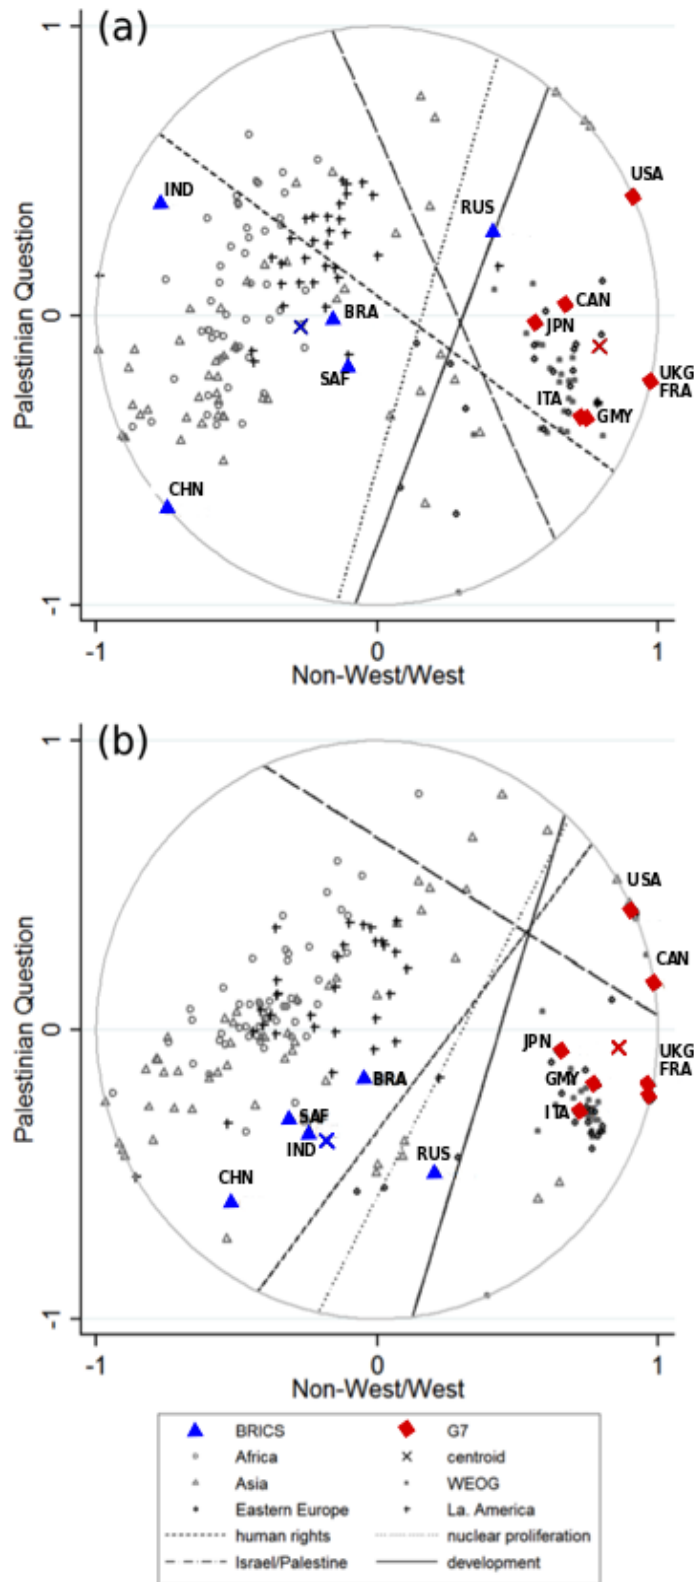 (a)
1
USA
IND
RUS
CAN
Palestinian Question
0
BRA
JPN
UKG
SAF
FRA
ITA
GMY
CHN
-1
-1 0 1
Non-West/West
(b)
1
USA
CAN
Palestinian Question
0
JPN
UKG
BRA
GMY
FRA
SAF
ITA
IND
RUS
CHN
-1
-1 0 1
Non-West/West
BRICS G7
Africa centroid
Asia WEOG
Eastern Europe La. America
human rights nuclear proliferation
Israel/Palestine development